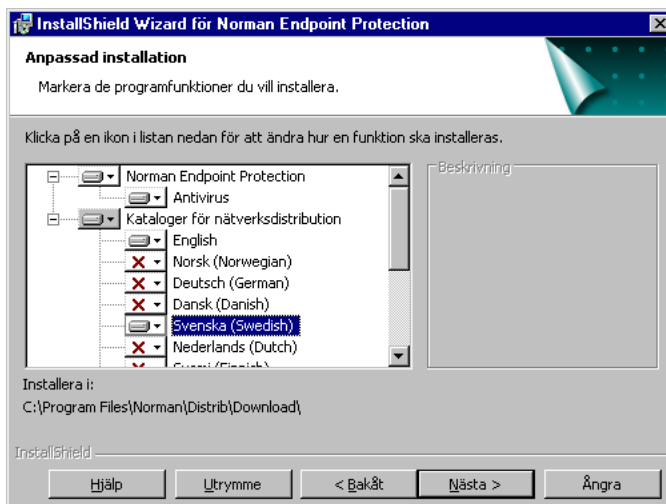 InstallShield Wizard för Norman Endpoint Protection
Anpassad installation
Markera de programfunktioner du vill installera.
Klicka på en ikon i listan nedan för att ändra hur en funktion ska installeras.
Norman Endpoint Protection
Antivirus
Kataloger för nätverksdistribution
English
Norsk (Norwegian)
Deutsch (German)
Dansk (Danish)
Svenska (Swedish)
Nederlands (Dutch)
Suomi (Finnish)
Beskrivning
Installera i:
C:\Program Files\Norman\Distrib\Download\
InstallShield
Hjälp
Utrymme
< Bakåt
Nästa >
Ångra